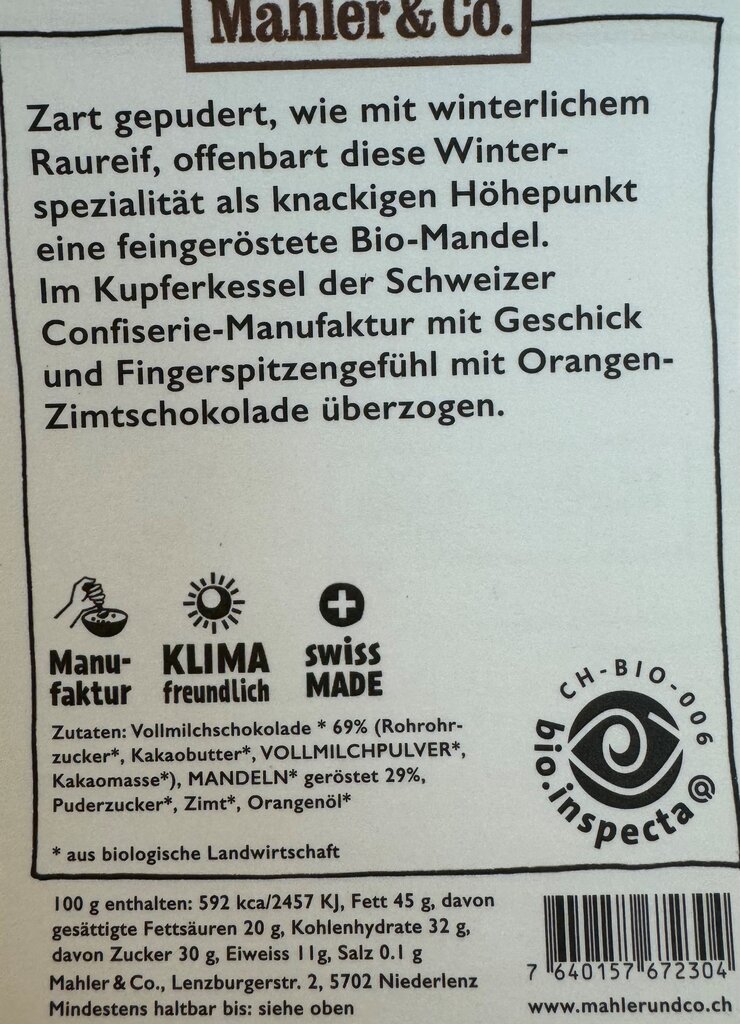 Mahler & Co.
Zart gepudert, wie mit winterlichem
Raureif, offenbart diese Winter-
spezialität als knackigen Höhepunkt
eine feingeröstete Bio-Mandel.
Im Kupferkessel der Schweizer
Confiserie-Manufaktur mit Geschick
und Fingerspitzengefühl mit Orangen-
Zimtschokolade überzogen.
Manu-
faktur
KLIMA
freundlich
swiss
MADE
CH-BIO-006
bio.inspecta@
Zutaten: Vollmilchschokolade * 69% (Rohrohr-
zucker*, Kakaobutter*, VOLLMILCHPULVER*,
Kakaomasse*), MANDELN* geröstet 29%,
Puderzucker*, Zimt*, Orangenöl*
* aus biologische Landwirtschaft
100 g enthalten: 592 kca/2457 KJ, Fett 45 g, davon
gesättigte Fettsäuren 20 g, Kohlenhydrate 32 g,
davon Zucker 30 g, Eiweiss 11g, Salz 0.1 g
Mahler & Co., Lenzburgerstr. 2, 5702 Niederlenz
Mindestens haltbar bis: siehe oben
7 640157 672304
www.mahlerundco.ch